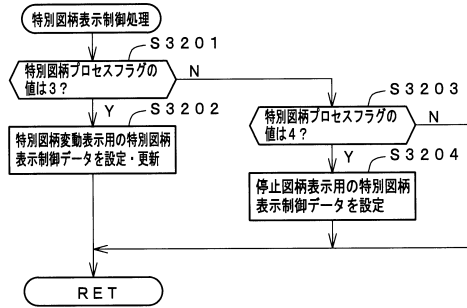 特別図柄表示制御処理
S3201
特別図柄プロセスフラグの
値は3?
N
Y
S3202
特別図柄変動表示用の特別図柄
表示制御データを設定・更新
S3203
特別図柄プロセスフラグの
値は4?
N
Y
S3204
停止図柄表示用の特別図柄
表示制御データを設定
RET